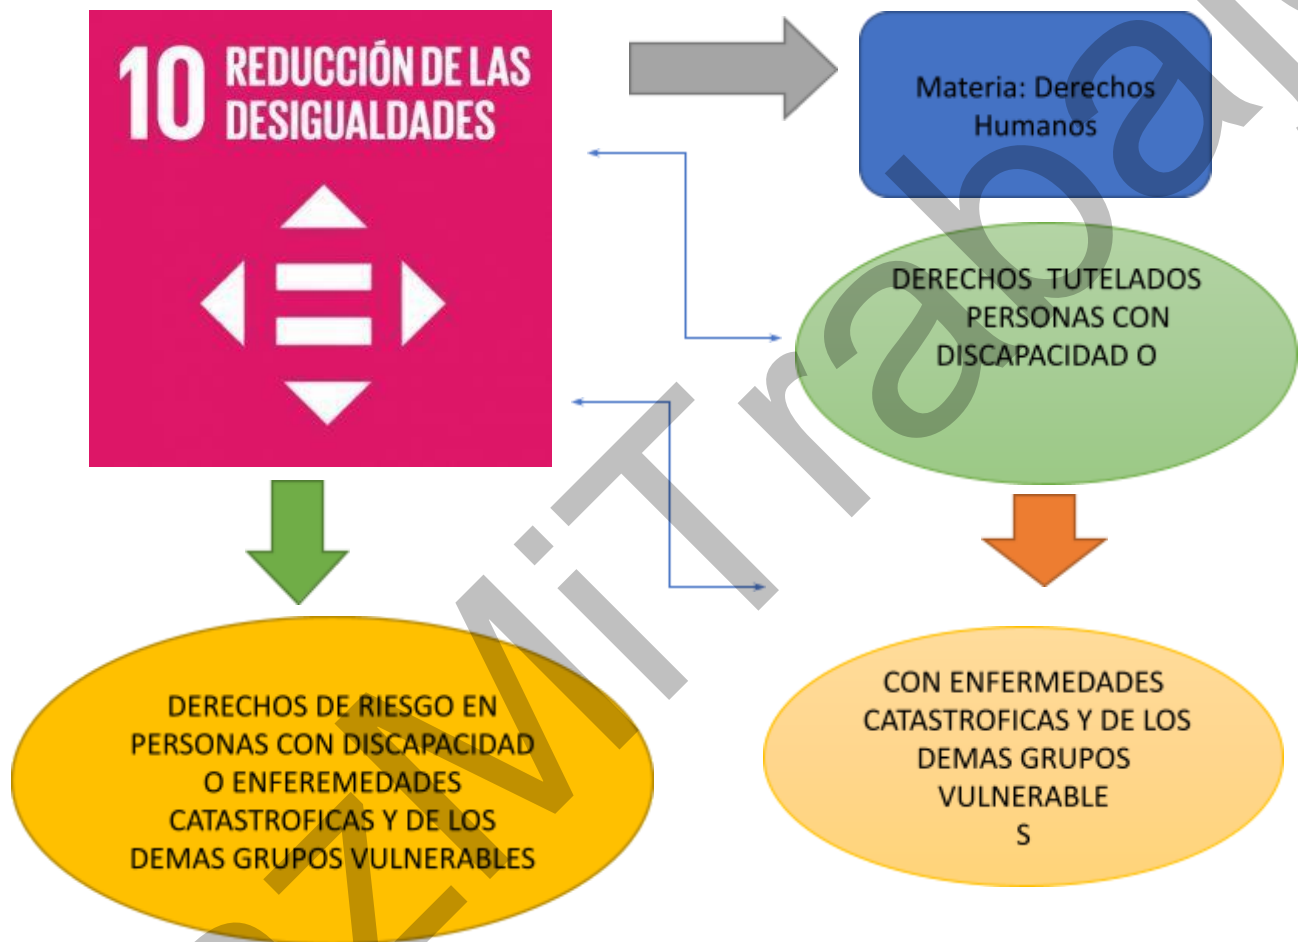 10 REDUCCIÓN DE LAS
DESIGUALDADES
Materia: Derechos
Humanos
DERECHOS TUTELADOS
PERSONAS CON
DISCAPACIDAD O
CON ENFERMEDADES
CATASTROFICAS Y DE LOS
DEMAS GRUPOS
VULNERABLE
S
DERECHOS DE RIESGO EN
PERSONAS CON DISCAPACIDAD
O ENFEREMEDADES
CATASTROFICAS Y DE LOS
DEMAS GRUPOS VULNERABLES